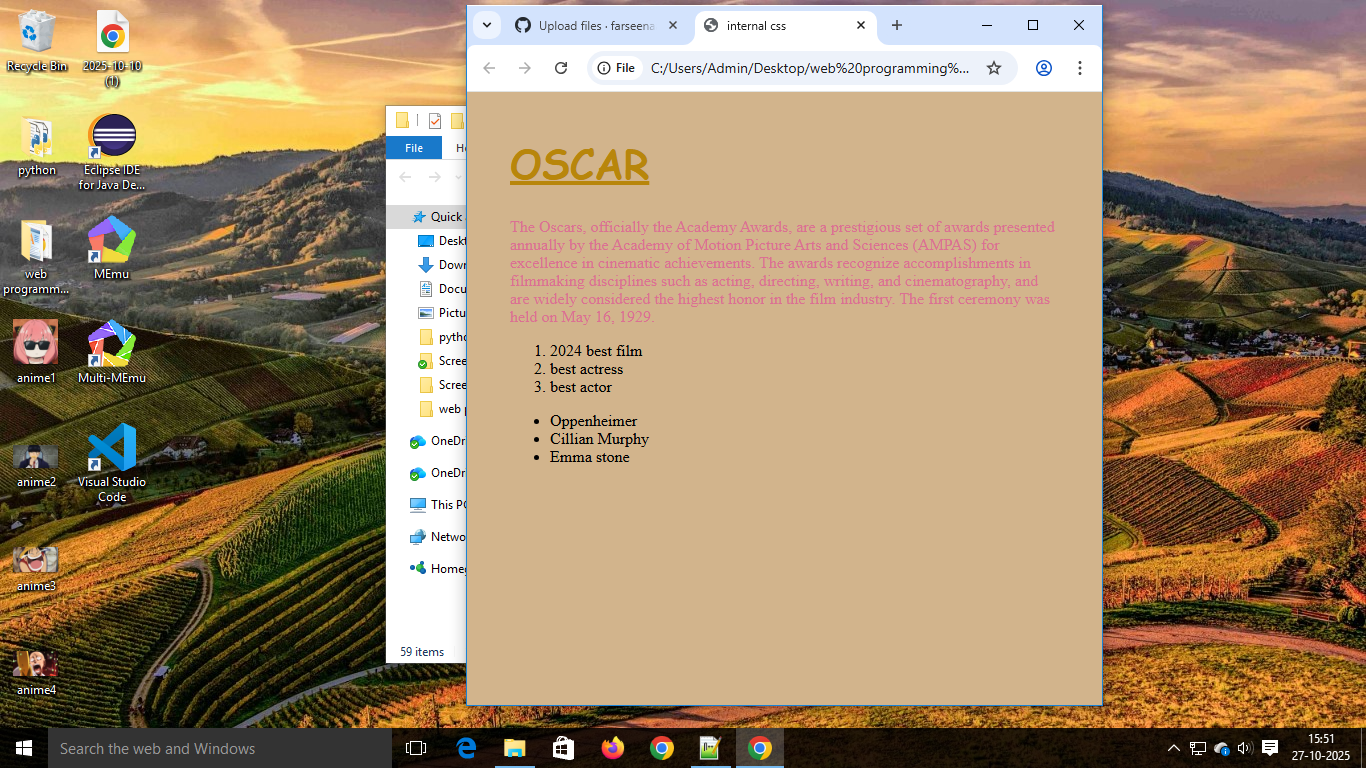 Recycle Bin
2025-10-10
(1)
python
Eclipse IDE
for Java De...
web
programm...
MEmu
anime1
Multi-MEmu
anime2
Visual Studio
Code
anime3
anime4
File
Quick
Deskt
Down
Docu
Pictu
pytho
Scree
Scree
web p
OneDr
OneDr
This PC
Netwo
Homeg
59 items
Upload files · farseena
internal css
File
C:/Users/Admin/Desktop/web%20programming%...
OSCAR
The Oscars, officially the Academy Awards, are a prestigious set of awards presented
annually by the Academy of Motion Picture Arts and Sciences (AMPAS) for
excellence in cinematic achievements. The awards recognize accomplishments in
filmmaking disciplines such as acting, directing, writing, and cinematography, and
are widely considered the highest honor in the film industry. The first ceremony was
held on May 16, 1929.
1. 2024 best film
2. best actress
3. best actor
• Oppenheimer
• Cillian Murphy
• Emma stone
Search the web and Windows
15:51
27-10-2025